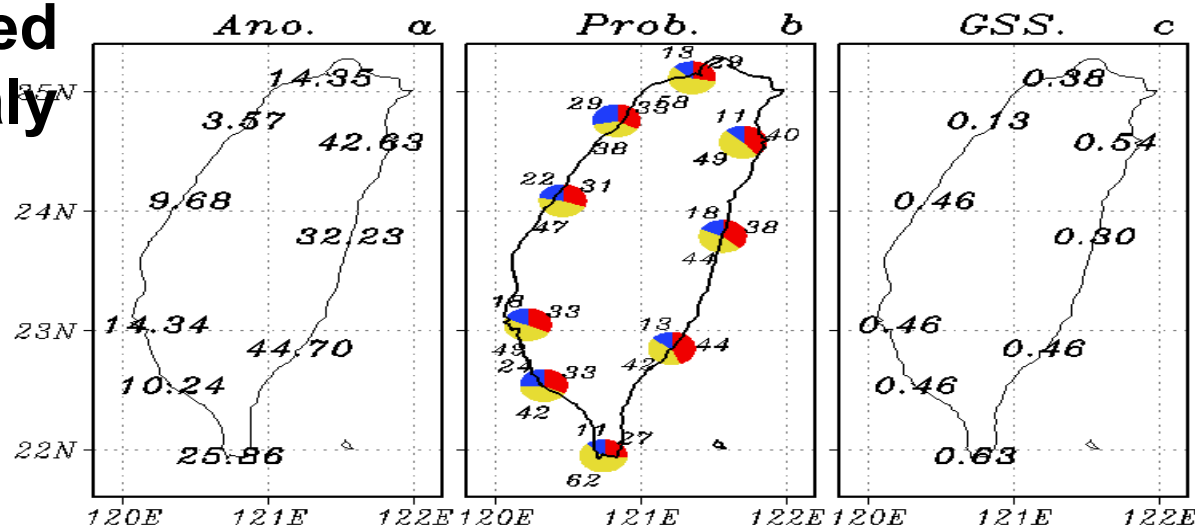 ed
aly
Ano. a
14.35
3.57
42.63
9.68
32.23
14.34
44.70
10.24
25.86
25N
24N
23N
22N
120E 121E 122E
Prob. b
13 29 58
29 33 38
11 40 49
22 31 47
18 38 44
18 33 49
13 44 42
24 33 42
11 27 62
120E 121E 122E
GSS. c
0.38
0.13
0.54
0.46
0.30
0.46
0.46
0.46
0.63
120E 121E 122E